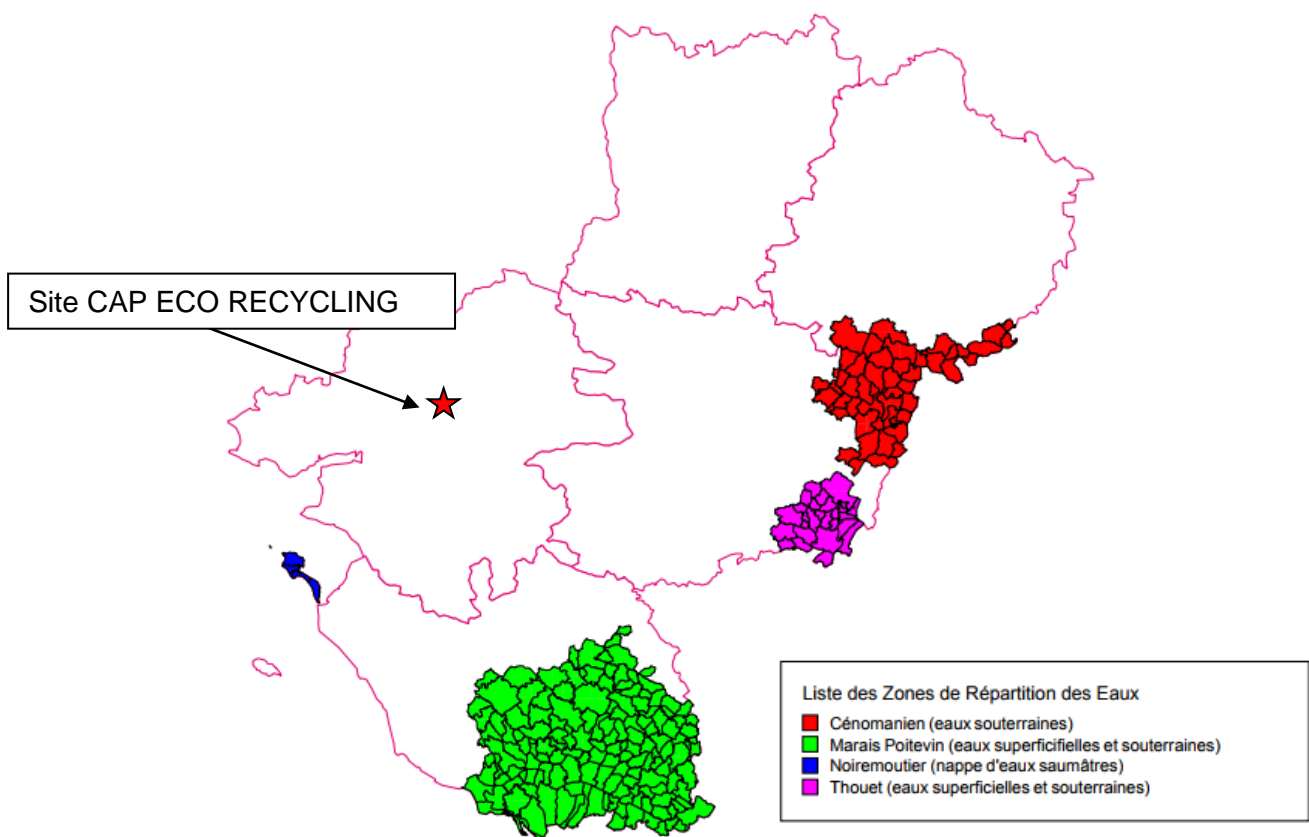 Site CAP ECO RECYCLING
Liste des Zones de Répartition des Eaux
Cénomanien (eaux souterraines)
Marais Poitevin (eaux superficifielles et souterraines)
Noiremoutier (nappe d'eaux saumâtres)
Thouet (eaux superficielles et souterraines)